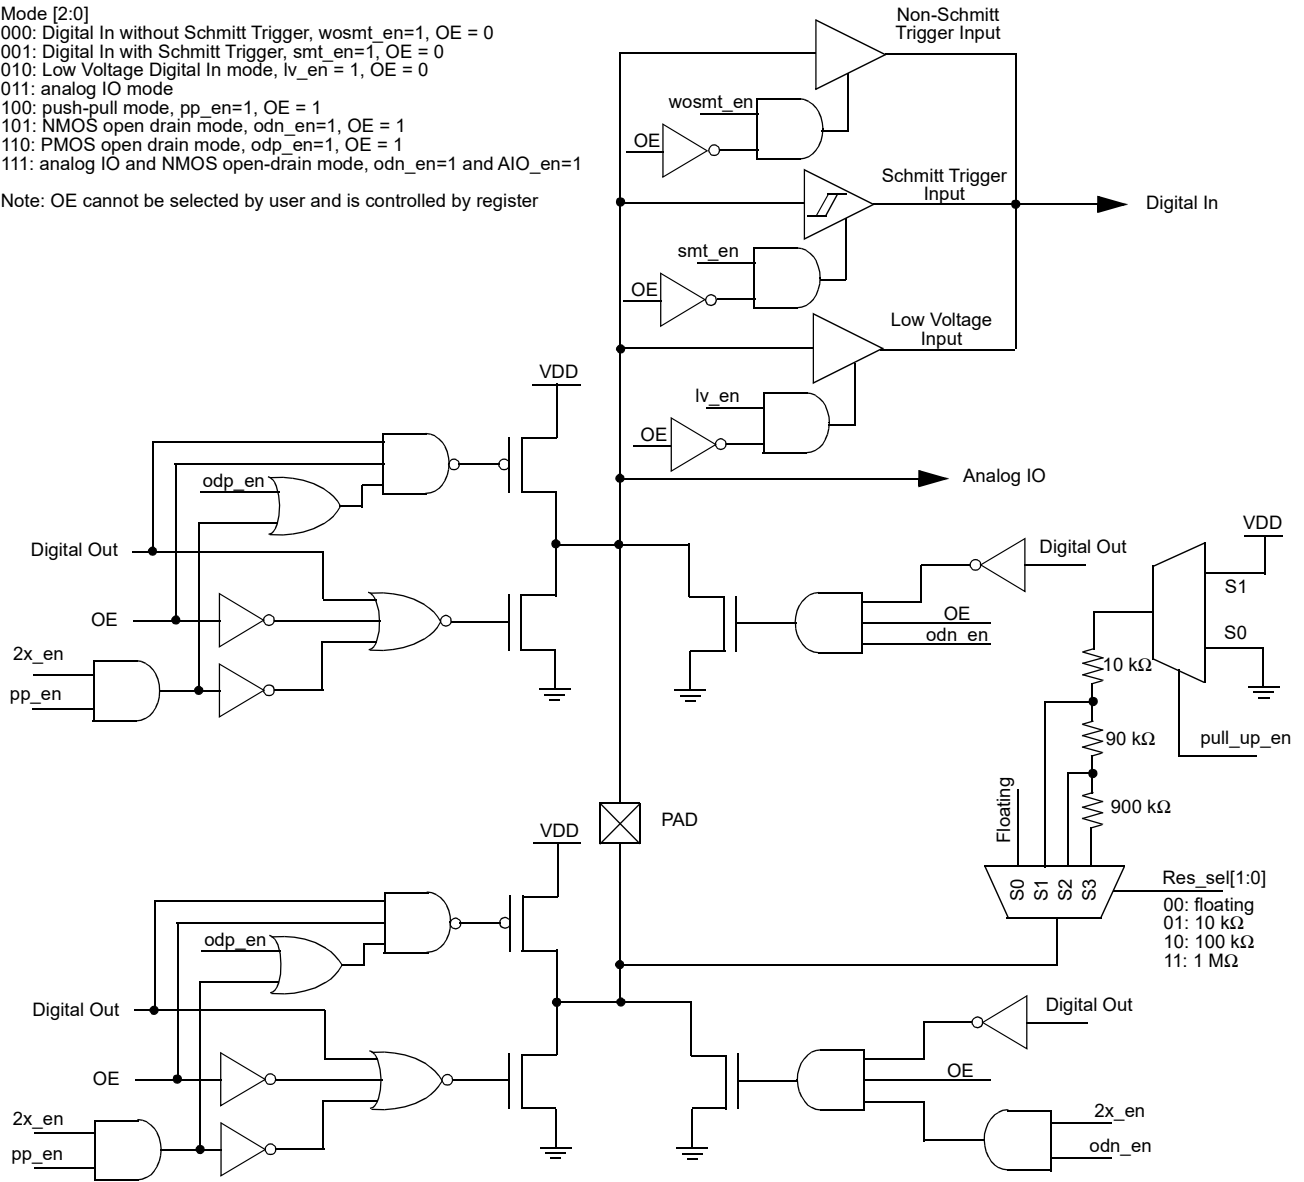 Mode [2:0]
000: Digital In without Schmitt Trigger, wosmt_en=1, OE = 0
001: Digital In with Schmitt Trigger, smt_en=1, OE = 0
010: Low Voltage Digital In mode, lv_en = 1, OE = 0
011: analog IO mode
100: push-pull mode, pp_en=1, OE = 1
101: NMOS open drain mode, odn_en=1, OE = 1
110: PMOS open drain mode, odp_en=1, OE = 1
111: analog IO and NMOS open-drain mode, odn_en=1 and AIO_en=1
Note: OE cannot be selected by user and is controlled by register
Non-Schmitt
Trigger Input
wosmt_en
OE
Schmitt Trigger
Input
Digital In
smt_en
OE
Low Voltage
Input
lv_en
OE
Analog IO
VDD
odp_en
Digital Out
OE
2x_en
pp_en
Digital Out
OE
odn_en
VDD
S1
S0
pull_up_en
10 kΩ
90 kΩ
900 kΩ
Floating
S0
S1
S2
S3
Res_sel[1:0]
00: floating
01: 10 kΩ
10: 100 kΩ
11: 1 MΩ
PAD
VDD
odp_en
Digital Out
OE
2x_en
pp_en
Digital Out
OE
2x_en
odn_en